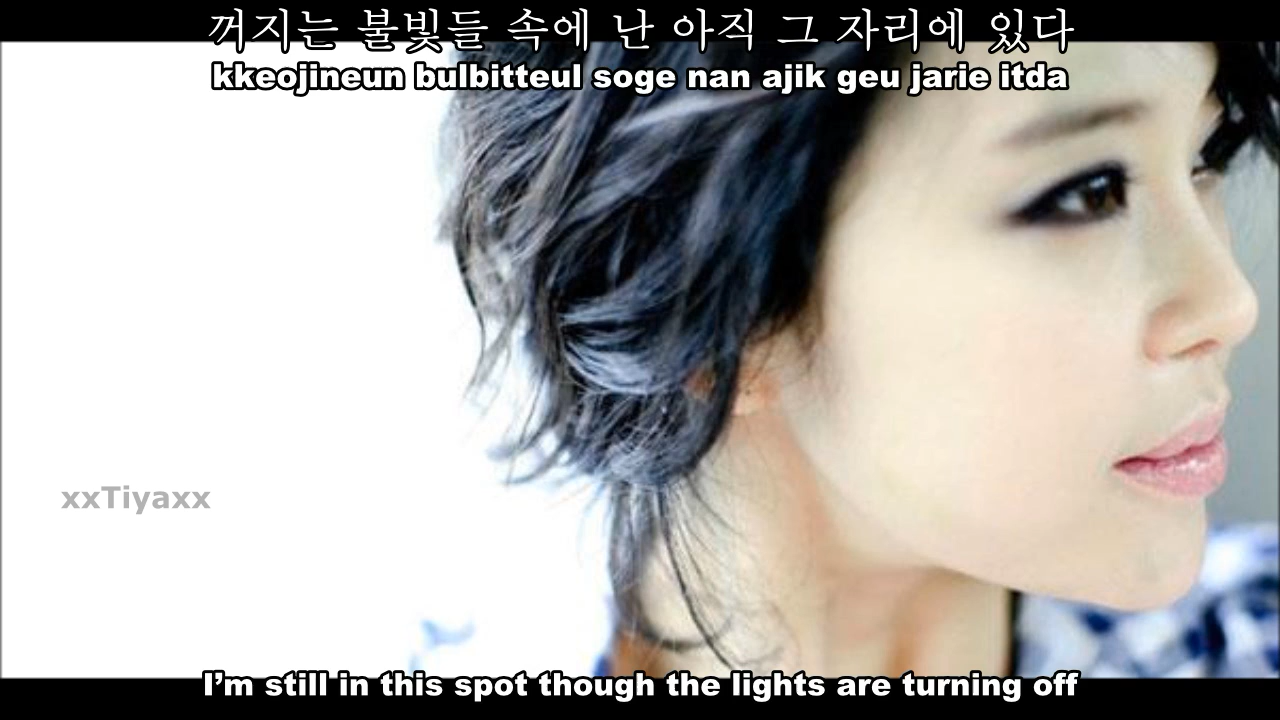 꺼지는 불빛들 속에 난 아직 그 자리에 있다
kkeojineun bulbitteul soge nan ajik geu jarie itda
xxTiyaxx
I'm still in this spot though the lights are turning off